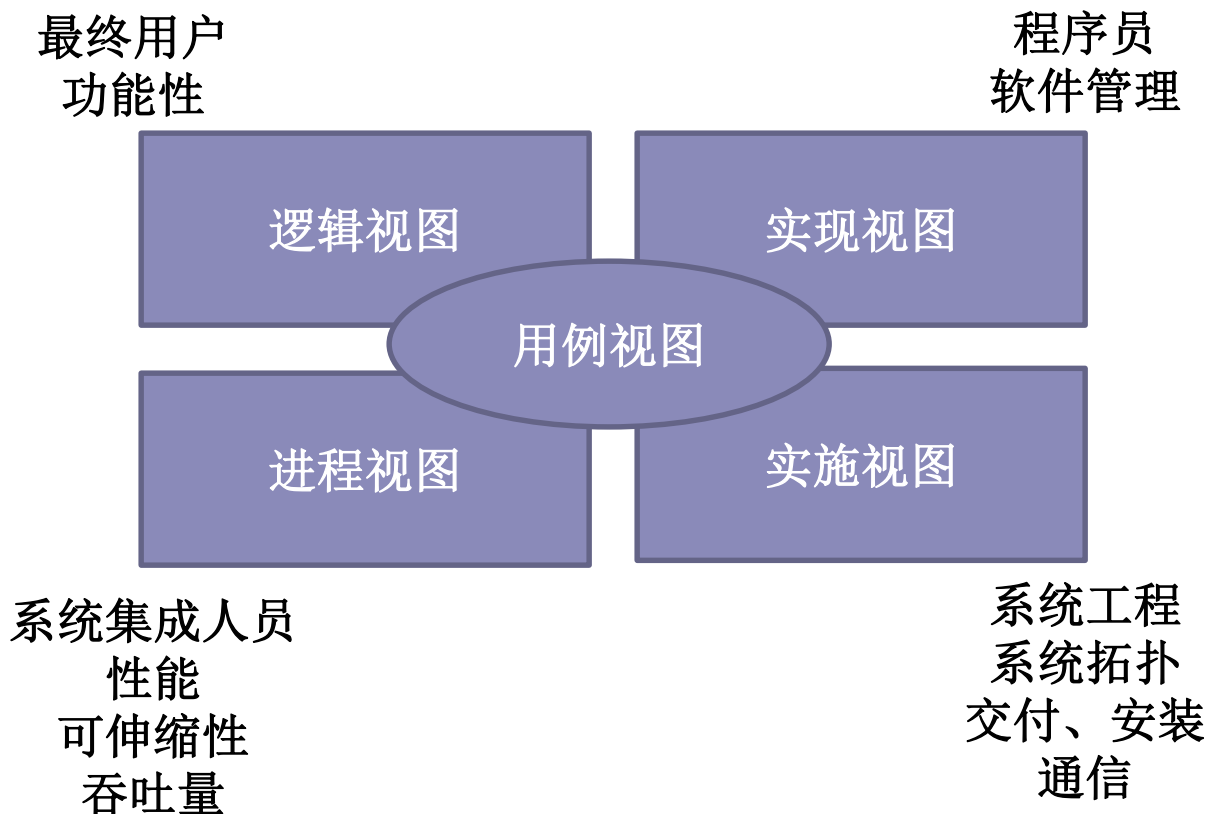 最终用户
功能性
程序员
软件管理
逻辑视图
实现视图
用例视图
进程视图
实施视图
系统集成人员
性能
可伸缩性
吞吐量
系统工程
系统拓扑
交付、安装
通信